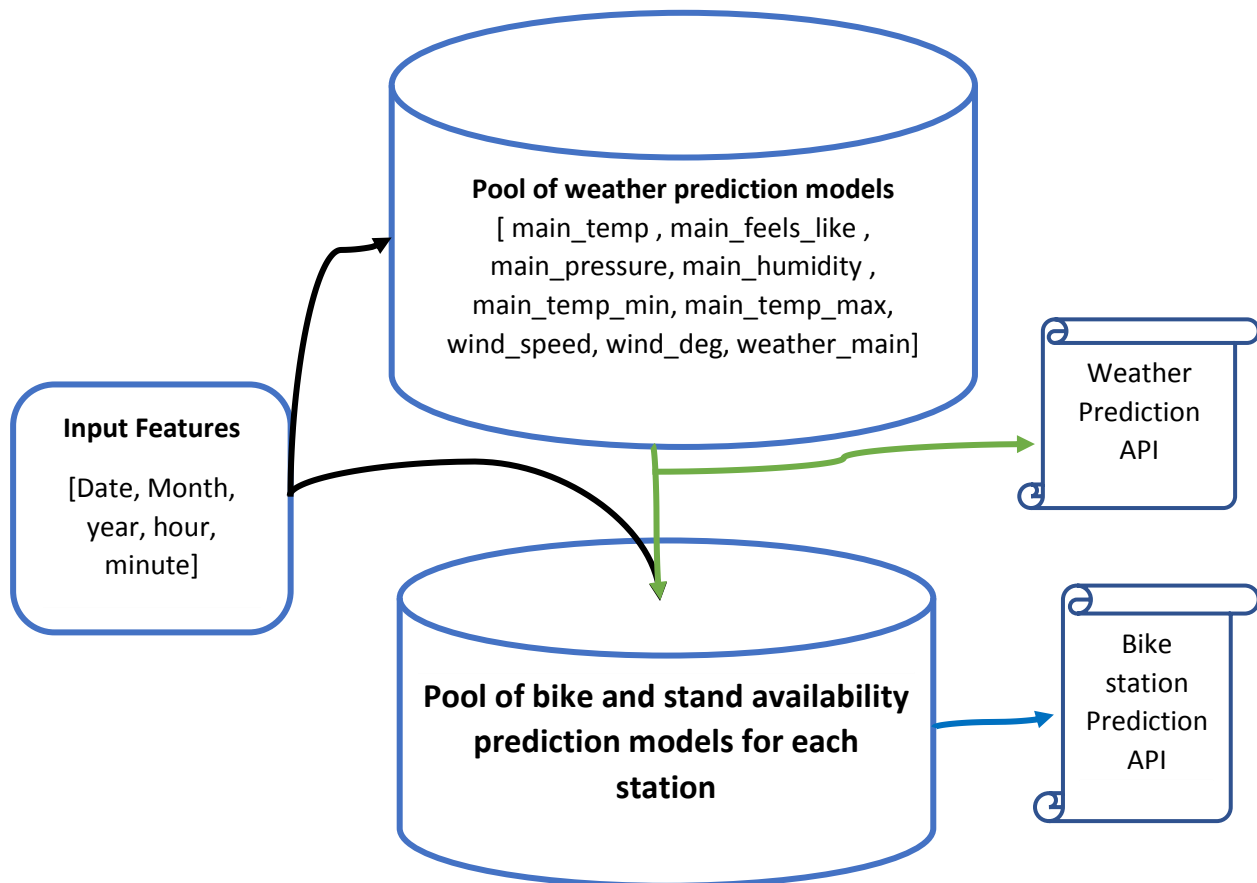 Pool of weather prediction models
[ main_temp , main_feels_like ,
main_pressure, main_humidity ,
main_temp_min, main_temp_max,
wind_speed, wind_deg, weather_main]
Weather
Prediction
API
Input Features
[Date, Month,
year, hour,
minute]
Pool of bike and stand availability
prediction models for each
station
Bike
station
Prediction
API